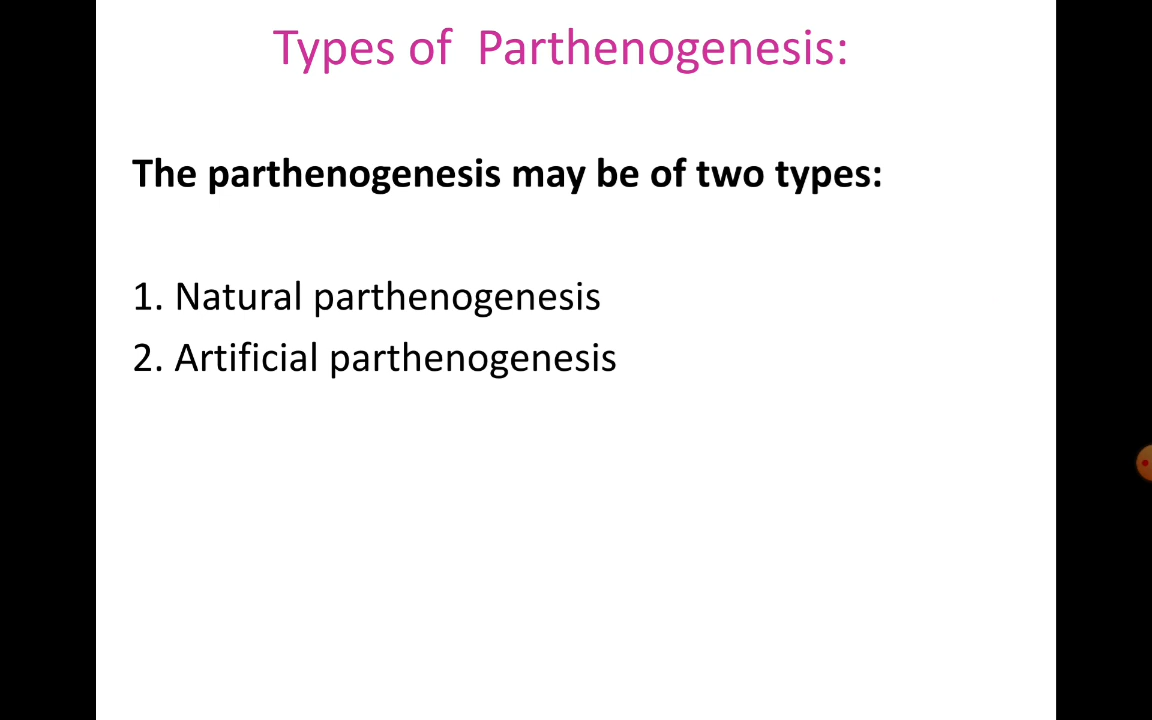 Types of  Parthenogenesis:
The parthenogenesis may be of two types:
1. Natural parthenogenesis
2. Artificial parthenogenesis